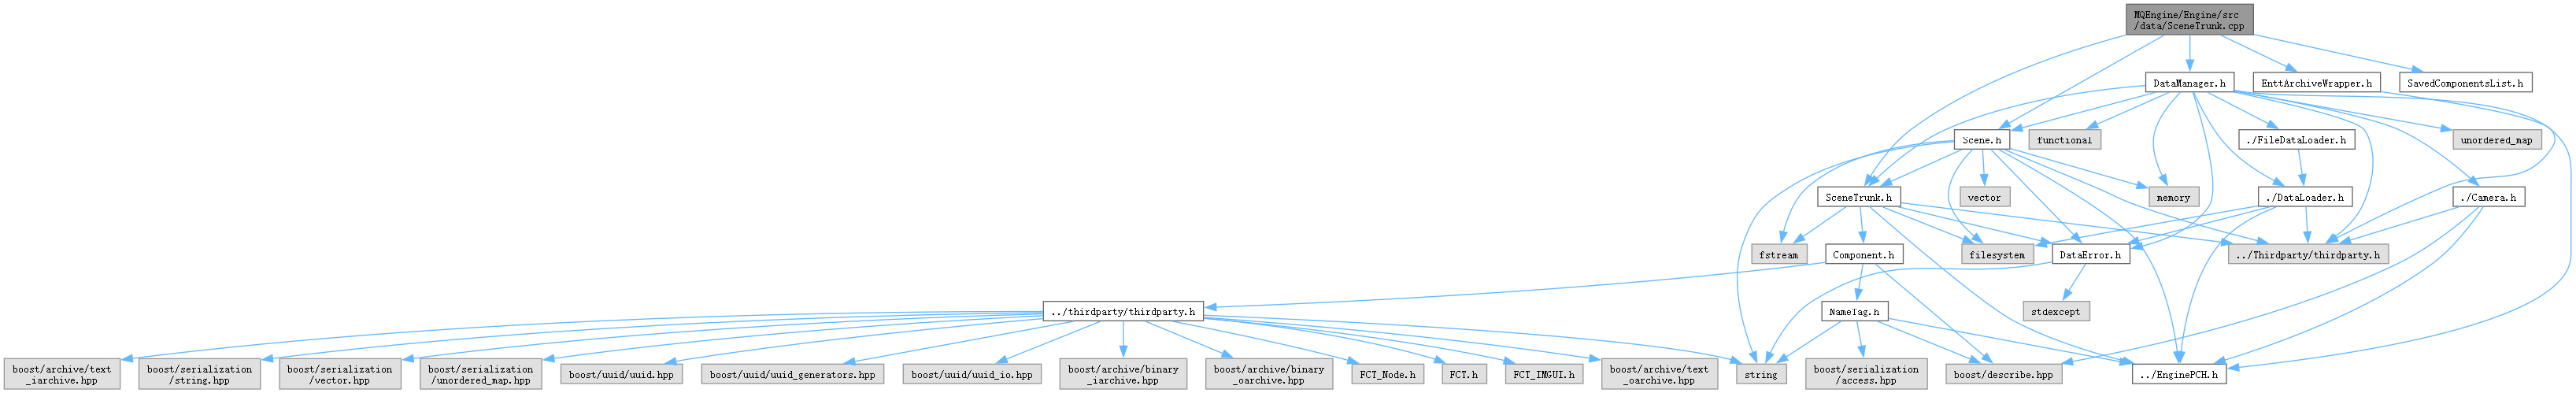 MQEngine/Engine/src
/data/SceneTrunk.cpp
DataManager.h
EnttArchiveWrapper.h
SavedComponentsList.h
Scene.h
functional
./FileDataLoader.h
unordered_map
SceneTrunk.h
vector
memory
./DataLoader.h
./Camera.h
fstream
Component.h
filesystem
DataError.h
../Thirdparty/thirdparty.h
../thirdparty/thirdparty.h
NameTag.h
stdexcept
boost/archive/text
_iarchive.hpp
boost/serialization
/string.hpp
boost/serialization
/vector.hpp
boost/serialization
/unordered_map.hpp
boost/uuid/uuid.hpp
boost/uuid/uuid_generators.hpp
boost/uuid/uuid_io.hpp
boost/archive/binary
_iarchive.hpp
boost/archive/binary
_oarchive.hpp
FCT_Node.h
FCT.h
FCT_IMGUI.h
boost/archive/text
_oarchive.hpp
string
boost/serialization
/access.hpp
boost/describe.hpp
../EnginePCH.h